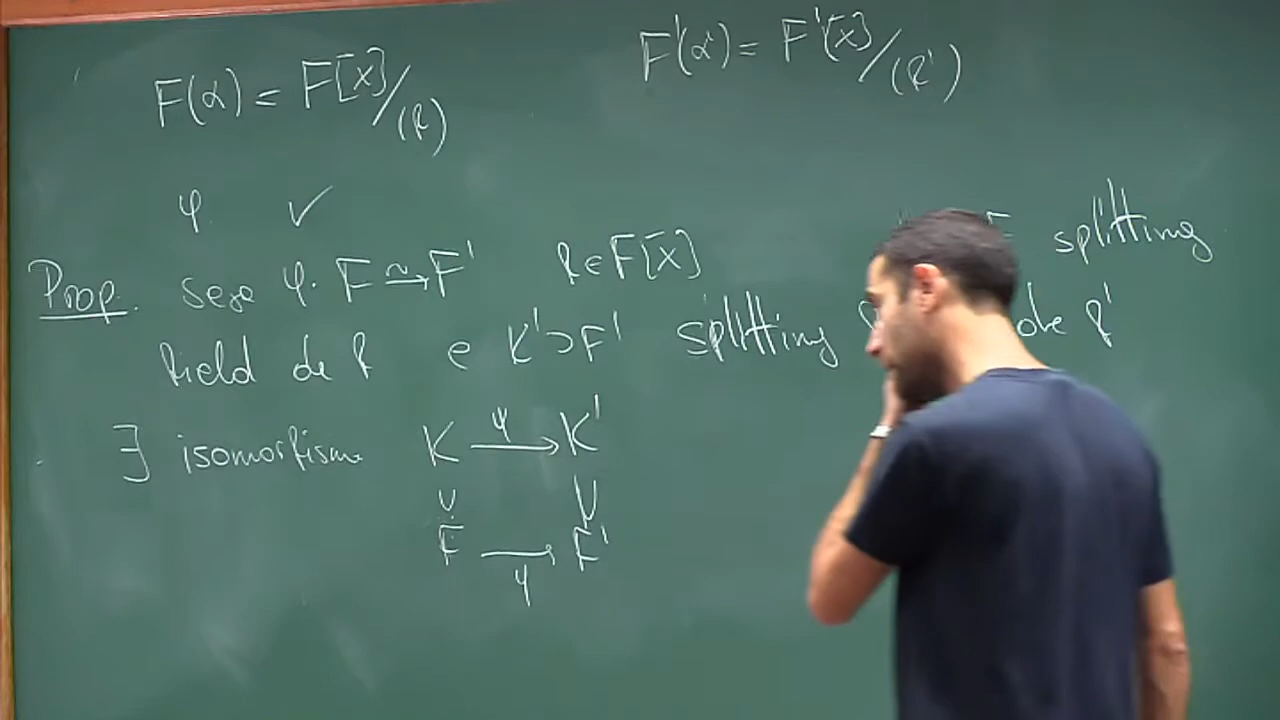 F(α) = F[x]/(f) F'(α') = F'[x]/(f')
φ ✓
Prop. Seja φ: F ⥲ F' f∈F[x] splitting
field de f e K'⊃F' splitting de f'
∃ isomorfismo K —ψ→ K'
∪ ∪
F —φ→ F'